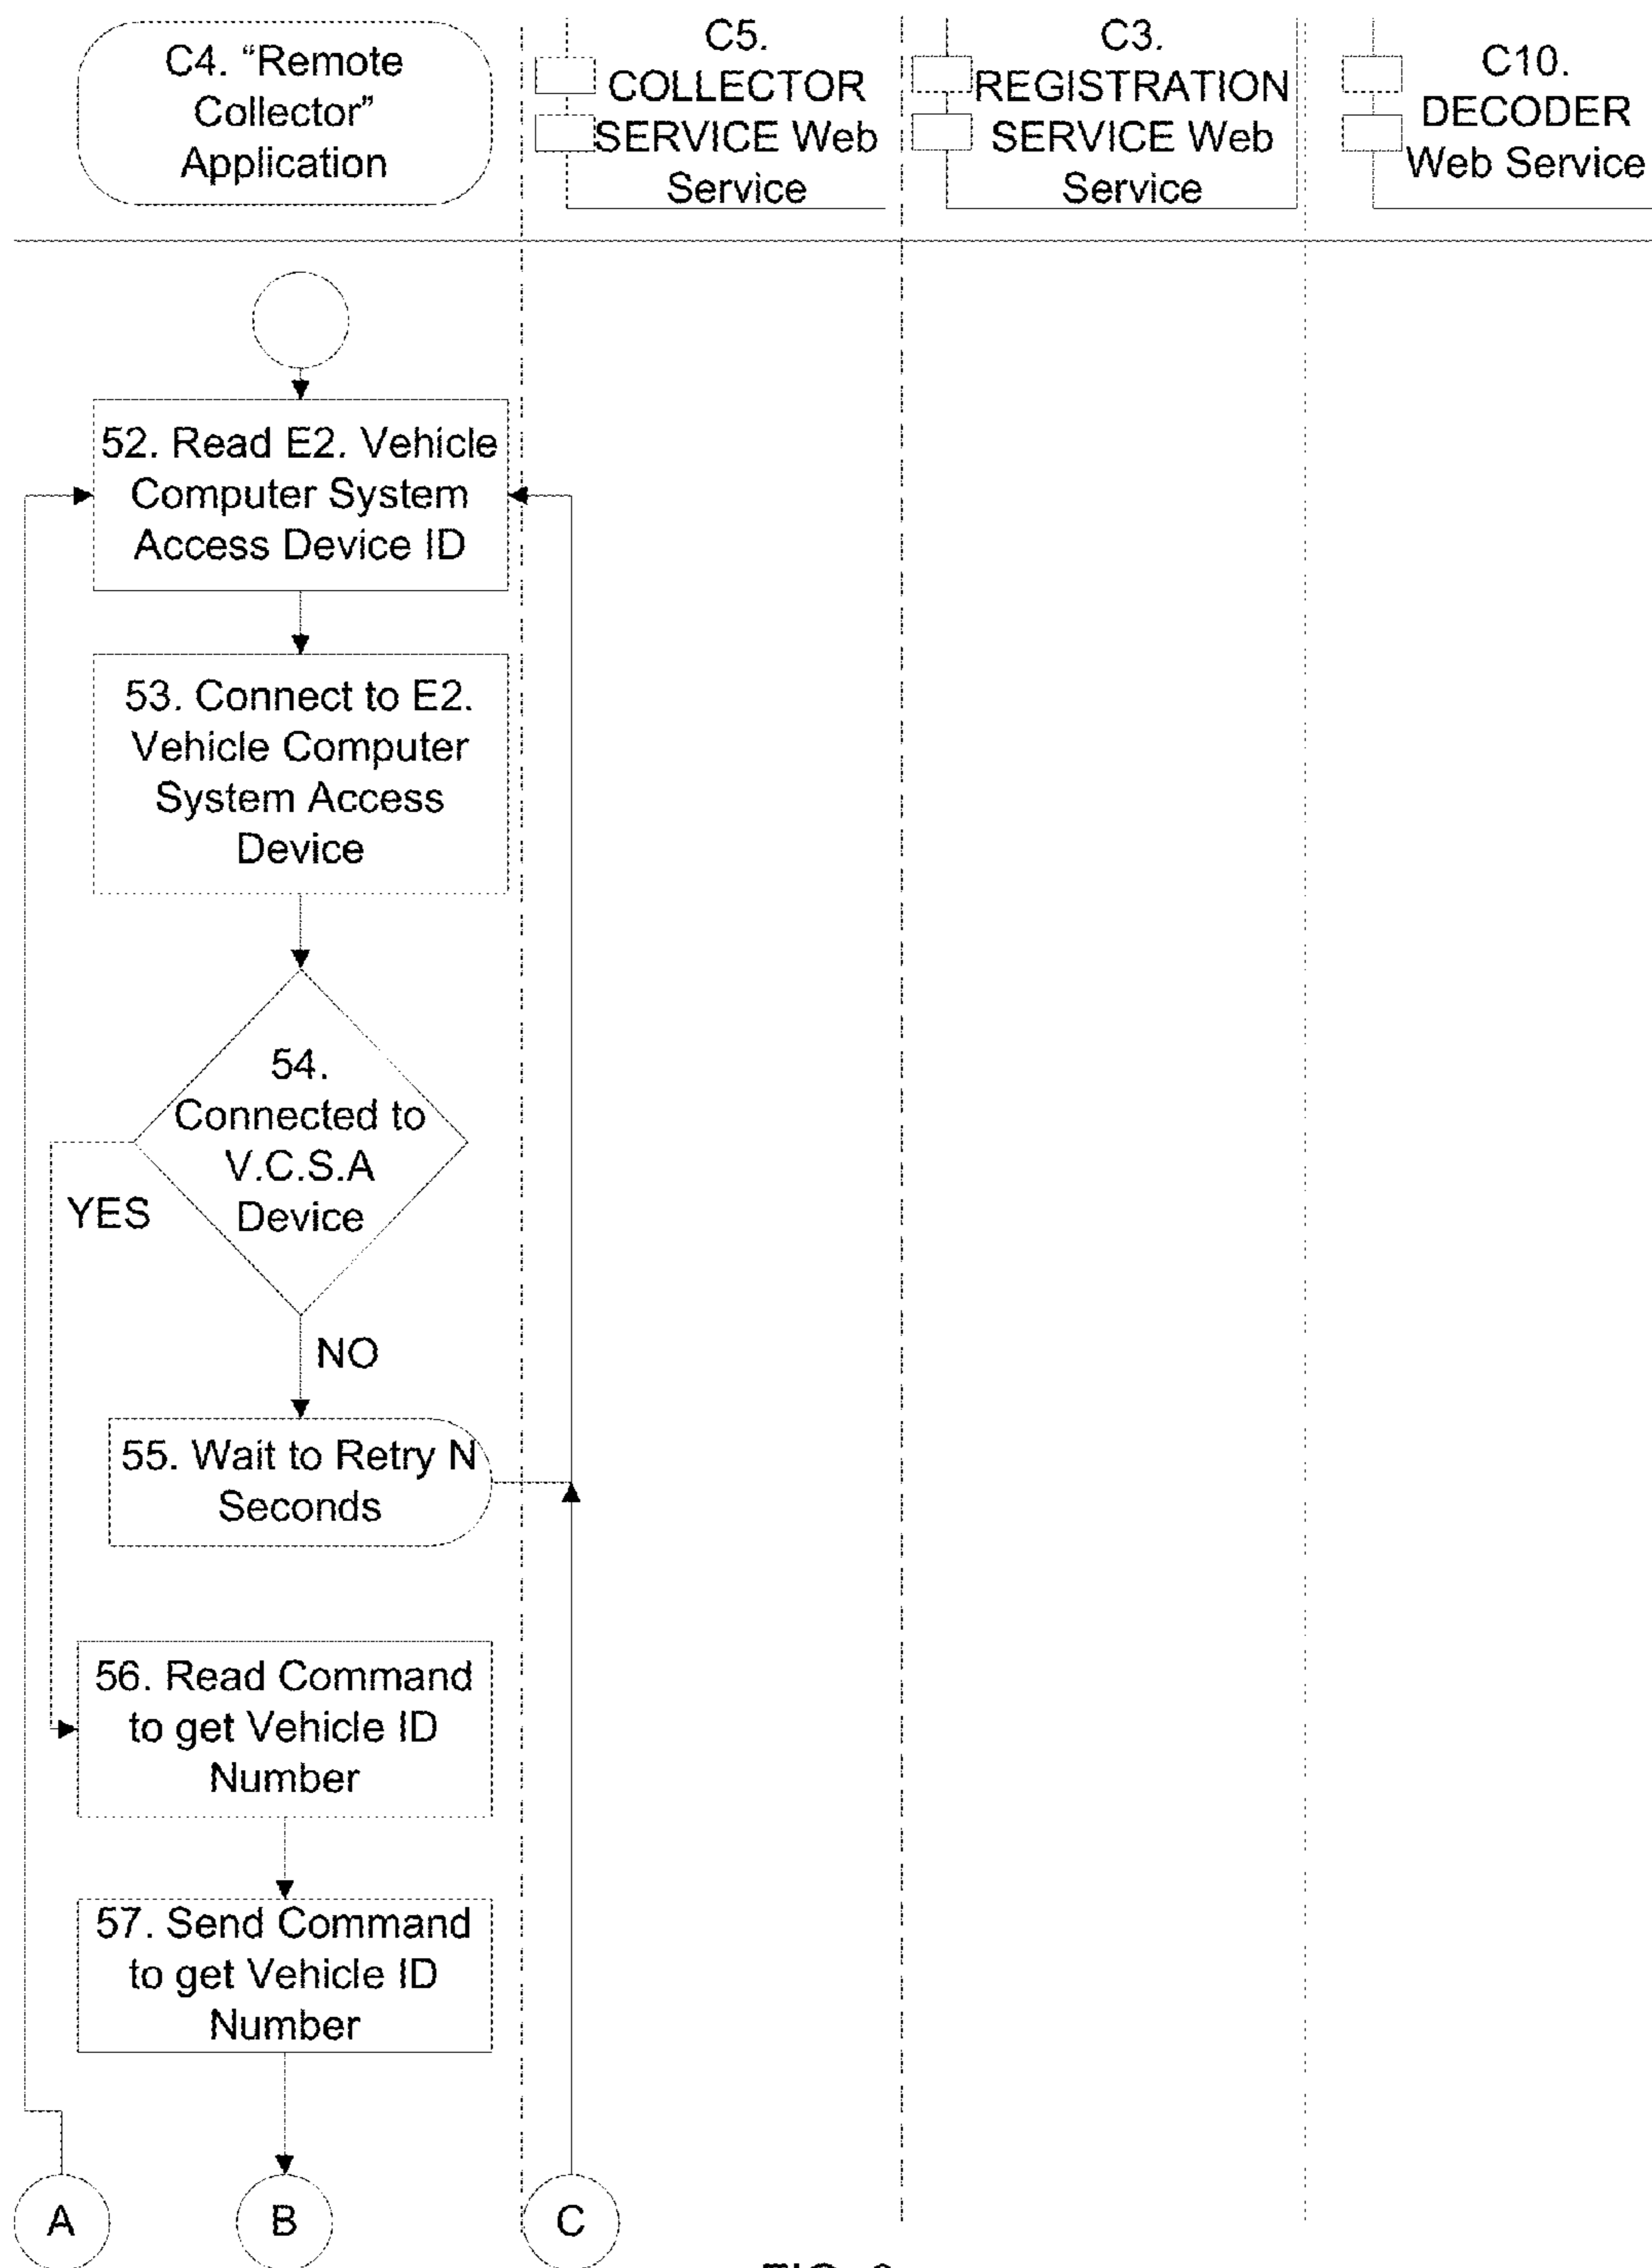 C4. “Remote
Collector”
Application
C5.
COLLECTOR
SERVICE Web
Service
C3.
REGISTRATION
SERVICE Web
Service
C10.
DECODER
Web Service
52. Read E2. Vehicle
Computer System
Access Device ID
53. Connect to E2.
Vehicle Computer
System Access
Device
54.
Connected to
V.C.S.A
Device
YES
NO
55. Wait to Retry N
Seconds
56. Read Command
to get Vehicle ID
Number
57. Send Command
to get Vehicle ID
Number
A
B
C